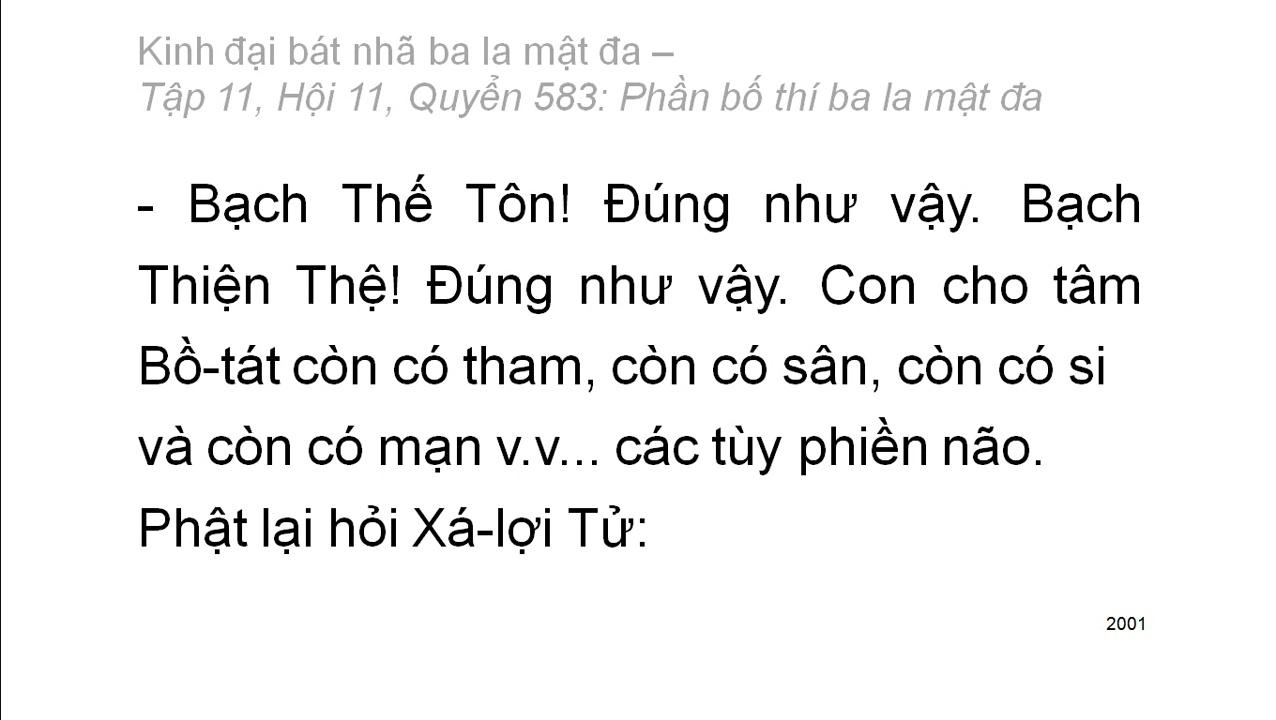 Kinh đại bát nhã ba la mật đa –
Tập 11, Hội 11, Quyển 583: Phần bố thí ba la mật đa
- Bạch Thế Tôn! Đúng như vậy. Bạch
Thiện Thệ! Đúng như vậy. Con cho tâm
Bồ-tát còn có tham, còn có sân, còn có si
và còn có mạn v.v... các tùy phiền não.
Phật lại hỏi Xá-lợi Tử:
2001